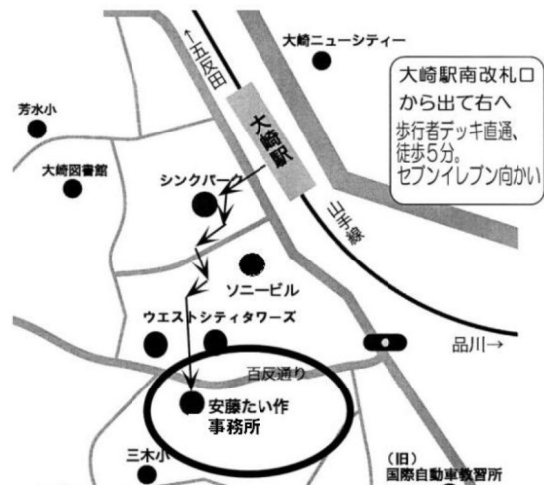 ↑五反田
大崎ニューシティー
大崎駅南改札口
から出て右へ
歩行者デッキ直通、
徒歩5分。
セブンイレブン向かい
芳水小
大崎駅
大崎図書館
シンクパーク
山手線
ソニービル
ウエストシティタワーズ
品川→
百反通り
安藤たい作
事務所
三木小
(旧)
国際自動車教習所